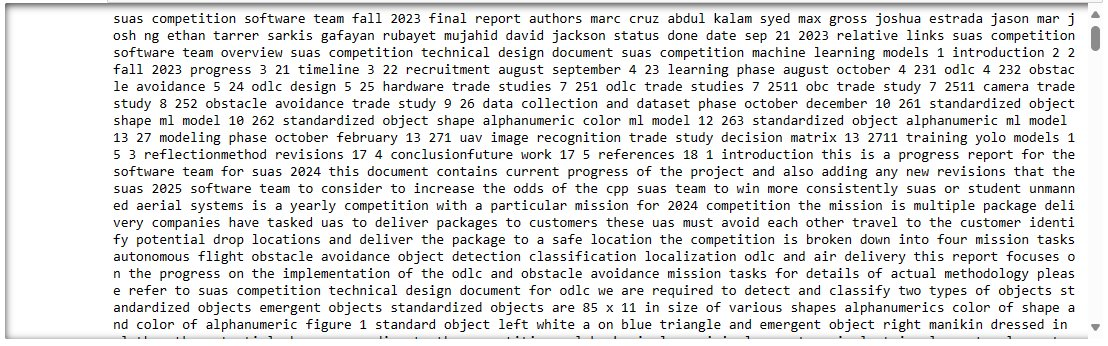 suas competition software team fall 2023 final report authors marc cruz abdul kalam syed max gross joshua estrada jason mar j
osh ng ethan tarrer sarkis gafayan rubayet mujahid david jackson status done date sep 21 2023 relative links suas competition
software team overview suas competition technical design document suas competition machine learning models 1 introduction 2 2
fall 2023 progress 3 21 timeline 3 22 recruitment august september 4 23 learning phase august october 4 231 odlc 4 232 obstac
le avoidance 5 24 odlc design 5 25 hardware trade studies 7 251 odlc trade studies 7 2511 obc trade study 7 2511 camera trade
study 8 252 obstacle avoidance trade study 9 26 data collection and dataset phase october december 10 261 standardized object
shape ml model 10 262 standardized object shape alphanumeric color ml model 12 263 standardized object alphanumeric ml model
13 27 modeling phase october february 13 271 uav image recognition trade study decision matrix 13 2711 training yolo models 1
5 3 reflectionmethod revisions 17 4 conclusionfuture work 17 5 references 18 1 introduction this is a progress report for the
software team for suas 2024 this document contains current progress of the project and also adding any new revisions that the
suas 2025 software team to consider to increase the odds of the cpp suas team to win more consistently suas or student unmann
ed aerial systems is a yearly competition with a particular mission for 2024 competition the mission is multiple package deli
very companies have tasked uas to deliver packages to customers these uas must avoid each other travel to the customer identi
fy potential drop locations and deliver the package to a safe location the competition is broken down into four mission tasks
autonomous flight obstacle avoidance object detection classification localization odlc and air delivery this report focuses o
n the progress on the implementation of the odlc and obstacle avoidance mission tasks for details of actual methodology pleas
e refer to suas competition technical design document for odlc we are required to detect and classify two types of objects st
andardized objects emergent objects standardized objects are 85 x 11 in size of various shapes alphanumerics color of shape a
nd color of alphanumeric figure 1 standard object left white a on blue triangle and emergent object right manikin dressed in